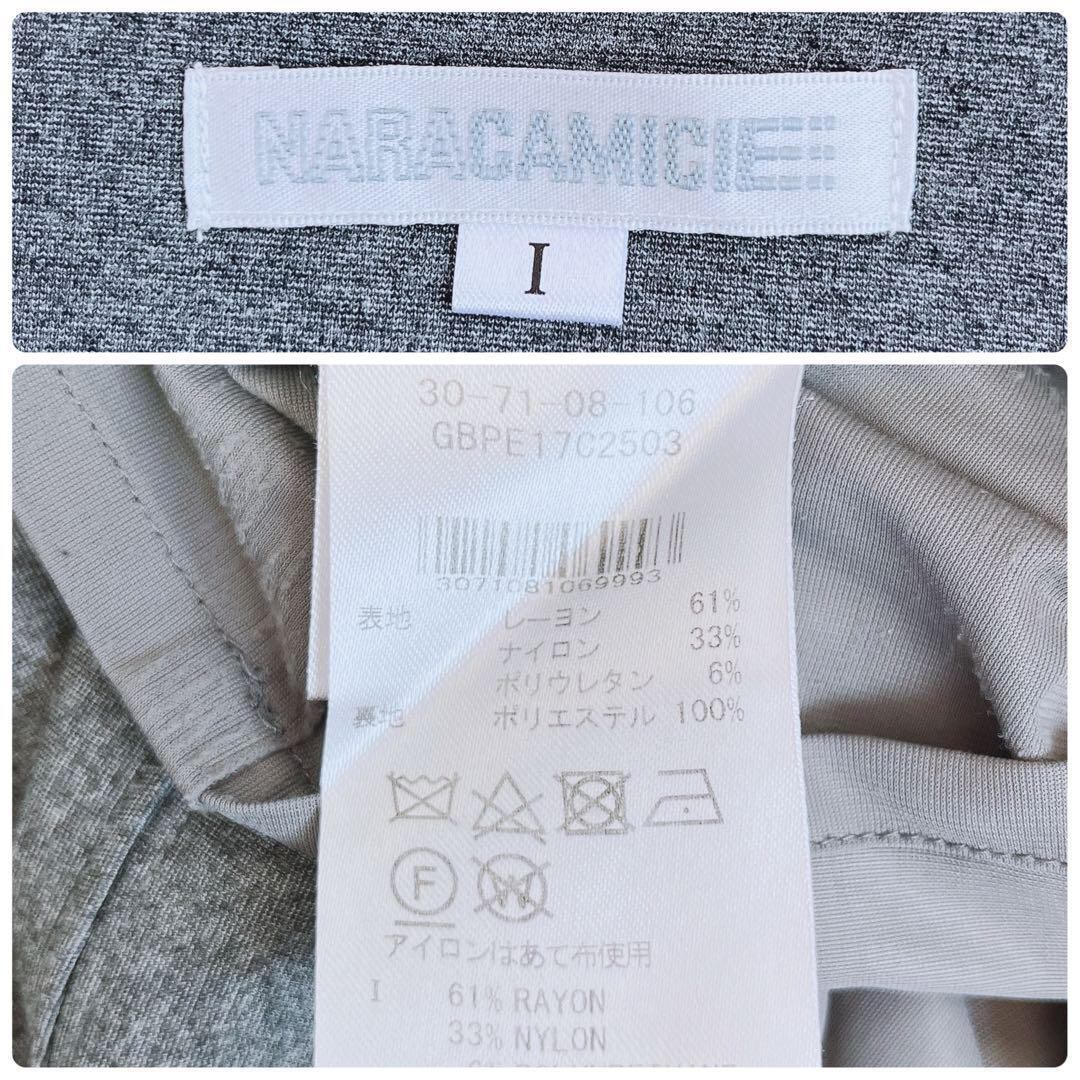 NARACAMICIE
I
30-71-08-106
GBPE17C2503
3071081069993
表地 レーヨン 61%
ナイロン 33%
ポリウレタン 6%
裏地 ポリエステル 100%
F
W
アイロンはあて布使用
I 61% RAYON
33% NYLON